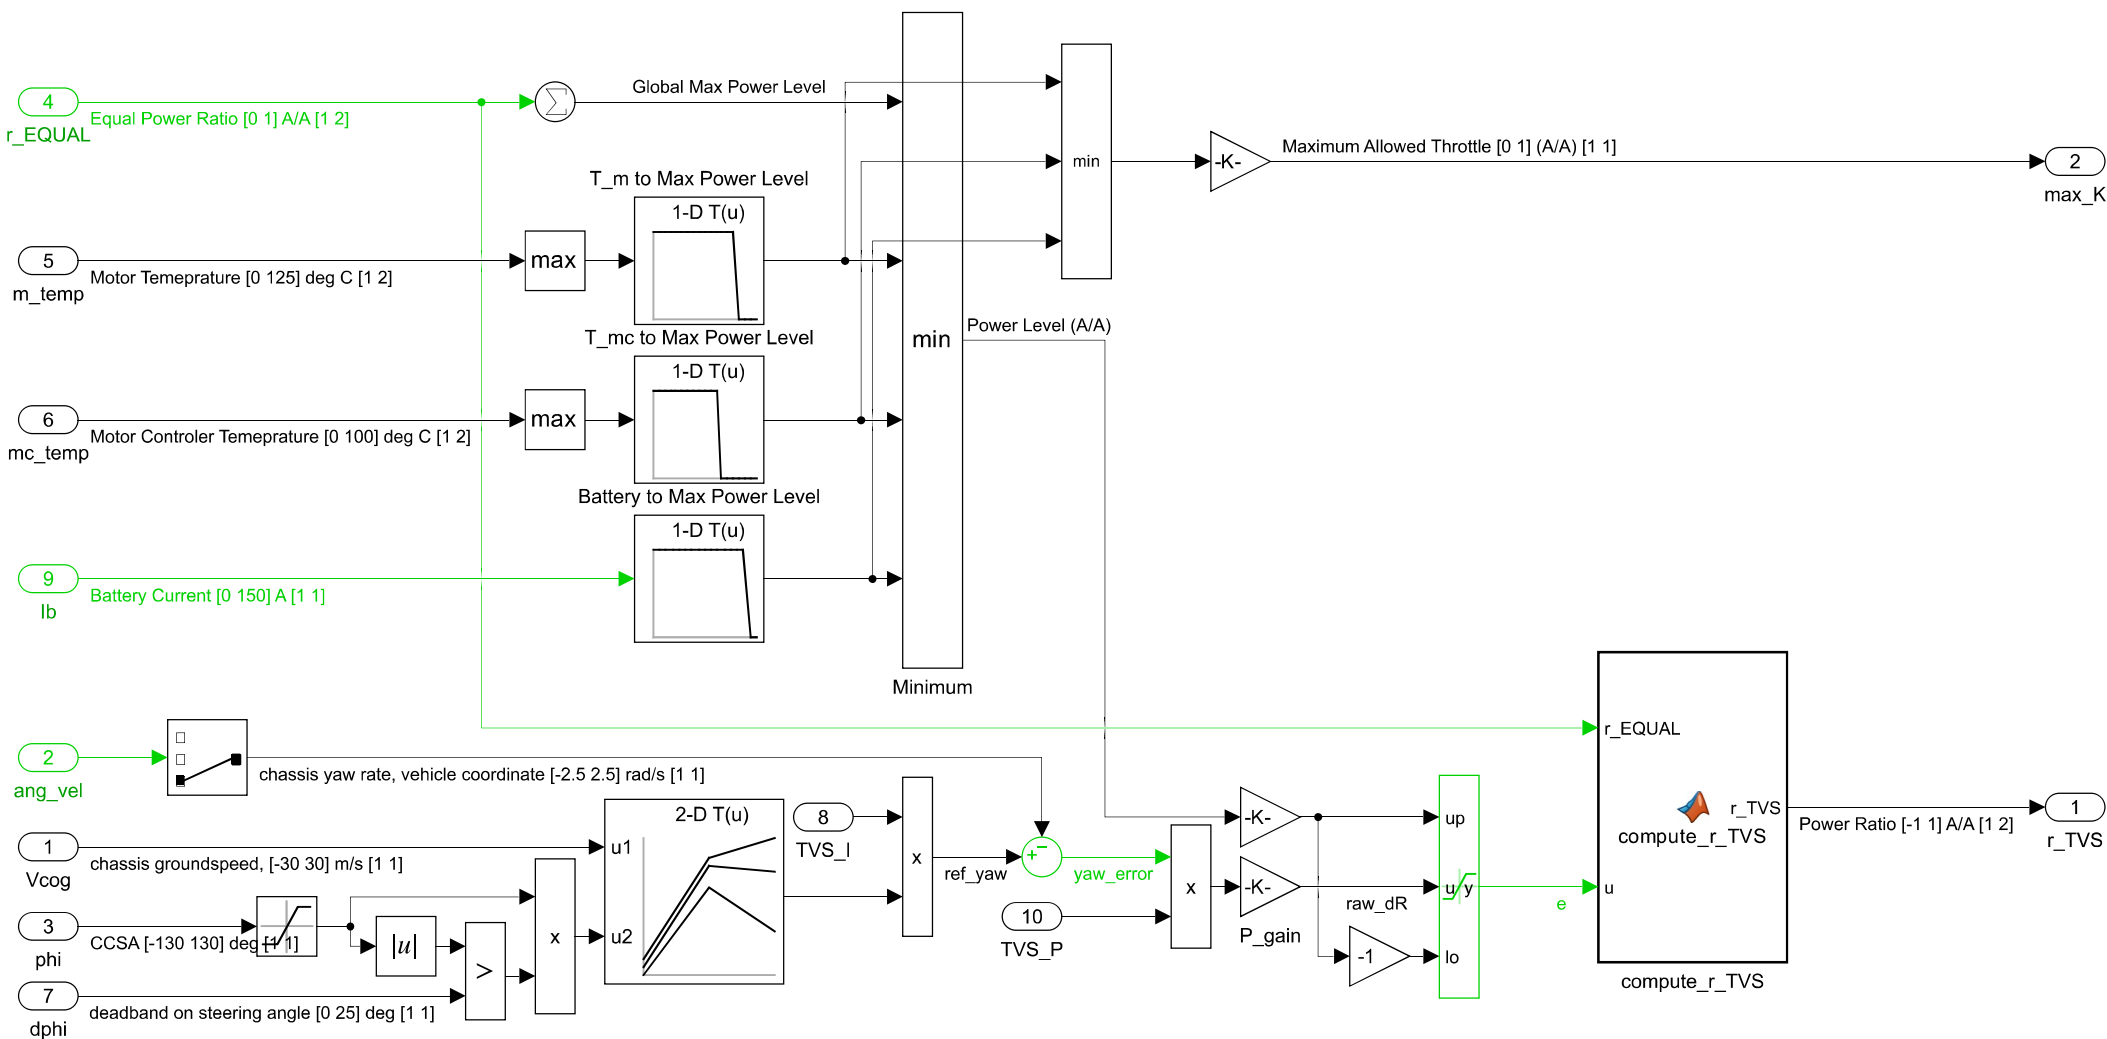 4
r_EQUAL
Equal Power Ratio [0 1] A/A [1 2]
Global Max Power Level
min
-K-
Maximum Allowed Throttle [0 1] (A/A) [1 1]
2
max_K
T_m to Max Power Level
1-D T(u)
5
m_temp
Motor Temeprature [0 125] deg C [1 2]
max
T_mc to Max Power Level
1-D T(u)
min
Power Level (A/A)
6
mc_temp
Motor Controler Temeprature [0 100] deg C [1 2]
max
Battery to Max Power Level
1-D T(u)
9
Ib
Battery Current [0 150] A [1 1]
Minimum
2
ang_vel
chassis yaw rate, vehicle coordinate [-2.5 2.5] rad/s [1 1]
r_EQUAL
r_TVS
compute_r_TVS
u
compute_r_TVS
1
r_TVS
Power Ratio [-1 1] A/A [1 2]
1
Vcog
chassis groundspeed, [-30 30] m/s [1 1]
2-D T(u)
u1
u2
8
TVS_I
x
ref_yaw
+
−
yaw_error
10
TVS_P
x
-K-
-K-
P_gain
raw_dR
-1
up
u
y
lo
e
3
phi
CCSA [-130 130] deg [1 1]
|u|
>
x
7
dphi
deadband on steering angle [0 25] deg [1 1]